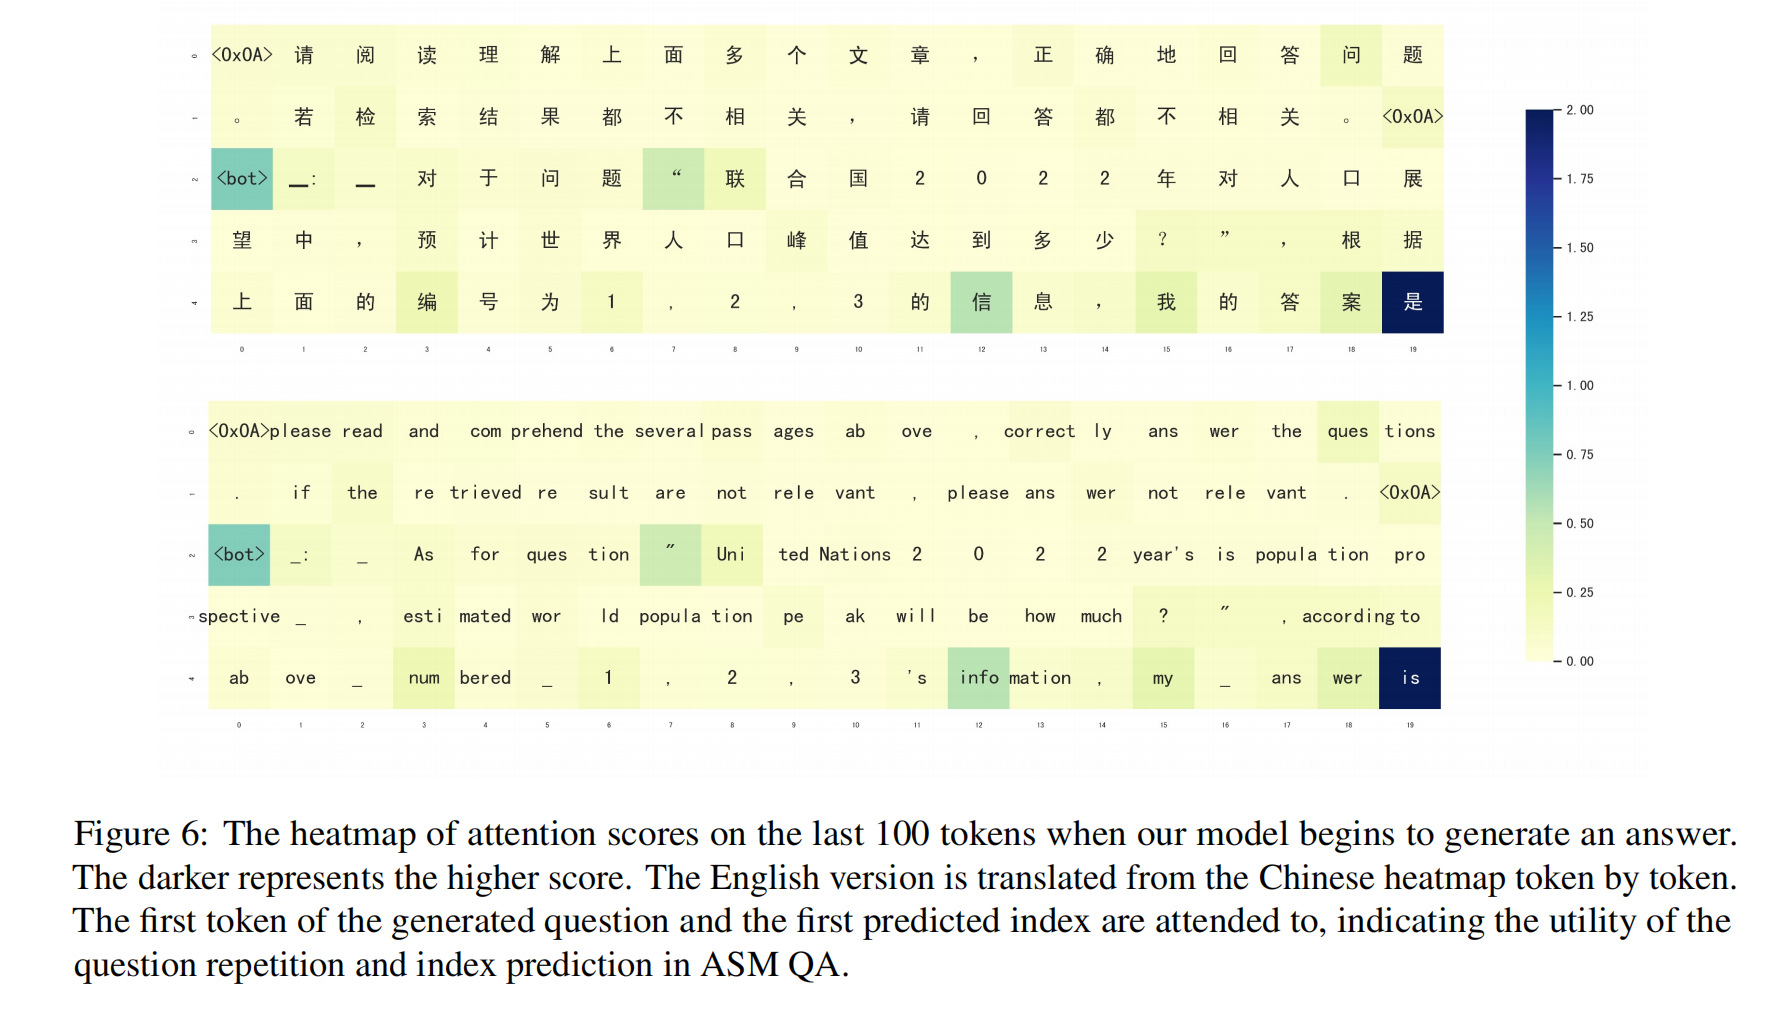 0 <0x0A> 请 阅 读 理 解 上 面 多 个 文 章 , 正 确 地 回 答 问 题
1 。 若 检 索 结 果 都 不 相 关 , 请 回 答 都 不 相 关 。 <0x0A>
2 <bot> ▁: ▁ 对 于 问 题 “ 联 合 国 2 0 2 2 年 对 人 口 展
3 望 中 , 预 计 世 界 人 口 峰 值 达 到 多 少 ? ” , 根 据
4 上 面 的 编 号 为 1 , 2 , 3 的 信 息 , 我 的 答 案 是
0 1 2 3 4 5 6 7 8 9 10 11 12 13 14 15 16 17 18 19
0 <0x0A> please read and com prehend the several pass ages ab ove , correct ly ans wer the ques tions
1 . if the re trieved re sult are not rele vant , please ans wer not rele vant . <0x0A>
2 <bot> _: _ As for ques tion " Uni ted Nations 2 0 2 2 year's is popula tion pro
3 spective _ , esti mated wor ld popula tion pe ak will be how much ? " , according to
4 ab ove _ num bered _ 1 , 2 , 3 's info mation , my _ ans wer is
0 1 2 3 4 5 6 7 8 9 10 11 12 13 14 15 16 17 18 19
2.00
1.75
1.50
1.25
1.00
0.75
0.50
0.25
0.00
Figure 6: The heatmap of attention scores on the last 100 tokens when our model begins to generate an answer.
The darker represents the higher score. The English version is translated from the Chinese heatmap token by token.
The first token of the generated question and the first predicted index are attended to, indicating the utility of the
question repetition and index prediction in ASM QA.